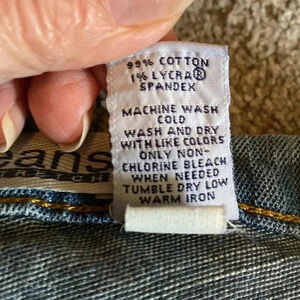 99% COTTON
1% LYCRA®
SPANDEX
MACHINE WASH
COLD
WASH AND DRY
WITH LIKE COLORS
ONLY NON-
CHLORINE BLEACH
WHEN NEEDED
TUMBLE DRY LOW
WARM IRON
eans